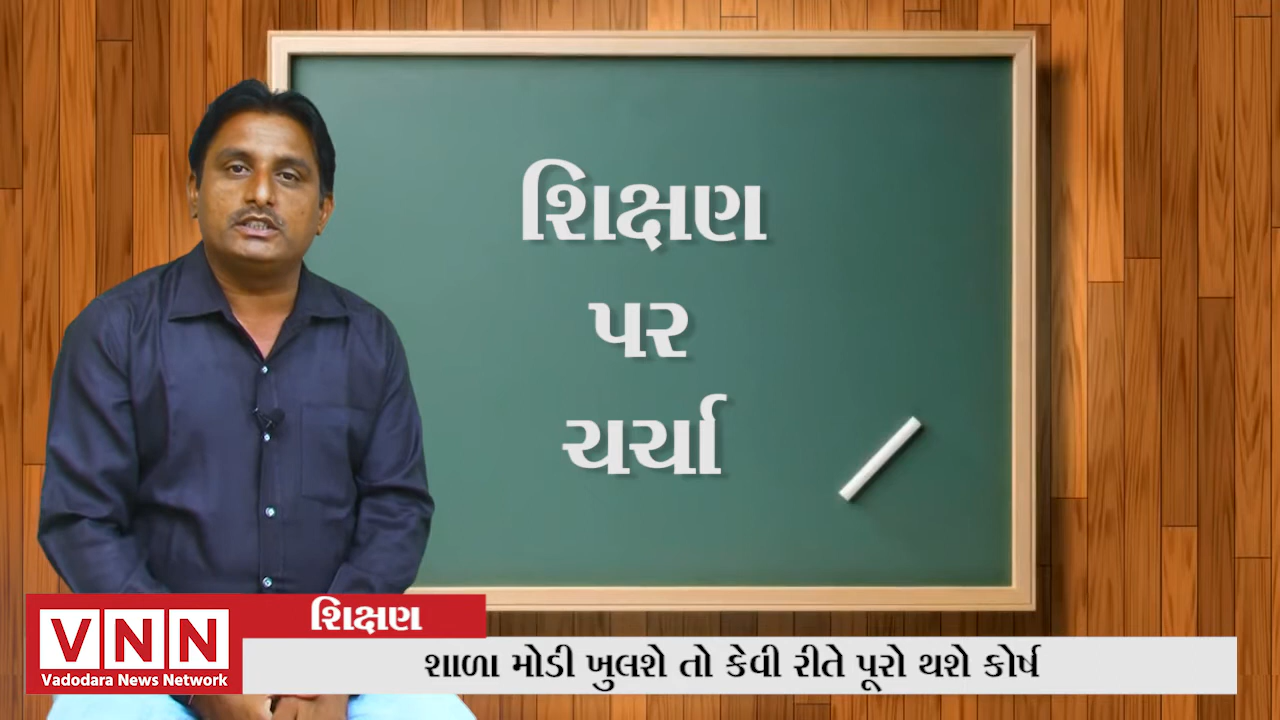 શિક્ષણ
પર
ચર્ચા
શિક્ષણ
VNN
Vadodara News Network
શાળા મોડી ખુલશે તો કેવી રીતે પૂરો થશે કોર્ષ